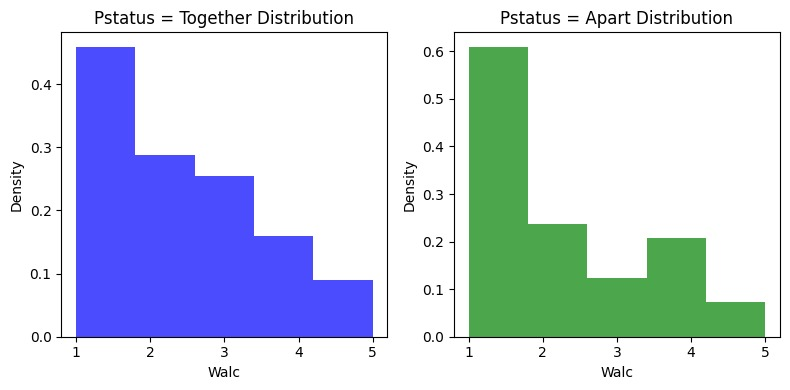 Pstatus = Together Distribution
Density
0.4
0.3
0.2
0.1
0.0
1 2 3 4 5
Walc
Pstatus = Apart Distribution
Density
0.6
0.5
0.4
0.3
0.2
0.1
0.0
1 2 3 4 5
Walc